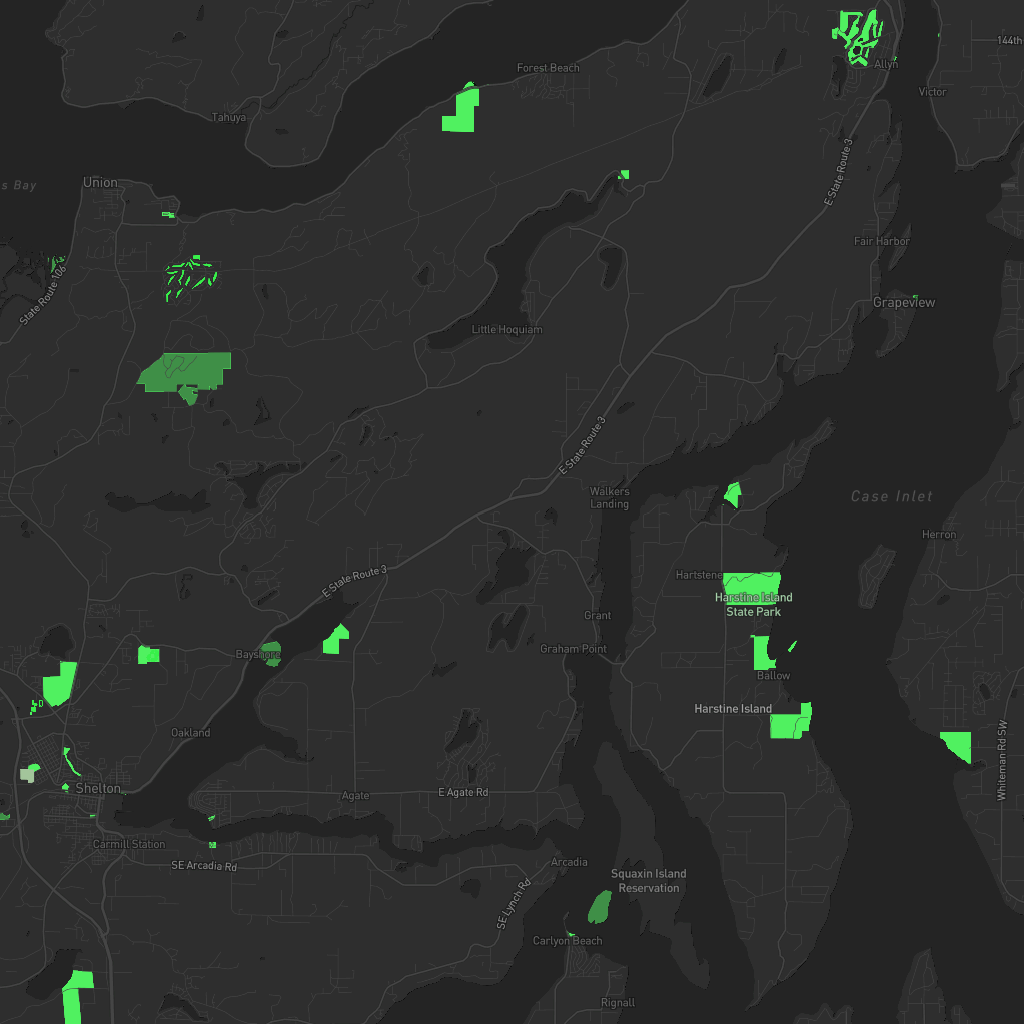 144th
Allyn
Forest Beach
Victor
Tahuya
E State Route 3
s Bay
Union
Fair Harbor
State Route 106
Grapeview
Little Hoquiam
E State Route 3
Walkers
Landing
Case Inlet
Herron
E State Route 3
Hartstene
Harstine Island
State Park
Grant
Graham Point
Bayshore
Ballow
Harstine Island
Oakland
Whiteman Rd SW
Shelton
Agate
E Agate Rd
Carmill Station
SE Arcadia Rd
Arcadia
Squaxin Island
Reservation
SE Lynch Rd
Carlyon Beach
Rignall